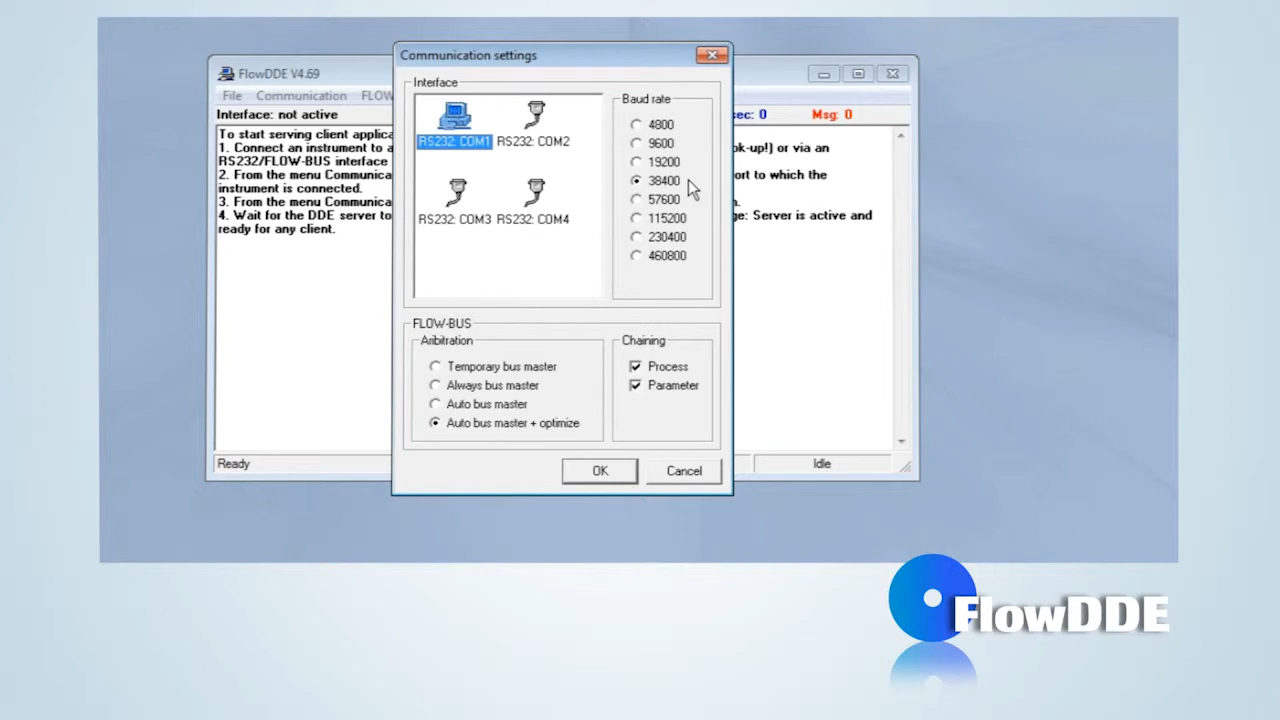 Communication settings
FlowDDE V4.69
File Communication FLOW
Interface: not active
sec: 0 Msg: 0
To start serving client applica
1. Connect an instrument to a
ok-up!) or via an
RS232/FLOW-BUS interface
2. From the menu Communica
ort to which the
instrument is connected.
3. From the menu Communica
n.
4. Wait for the DDE server to
ge: Server is active and
ready for any client.
Interface
RS232: COM1 RS232: COM2
RS232: COM3 RS232: COM4
Baud rate
4800
9600
19200
38400
57600
115200
230400
460800
FLOW-BUS
Aribitration
Temporary bus master
Always bus master
Auto bus master
Auto bus master + optimize
Chaining
Process
Parameter
OK Cancel
Ready Idle
FlowDDE